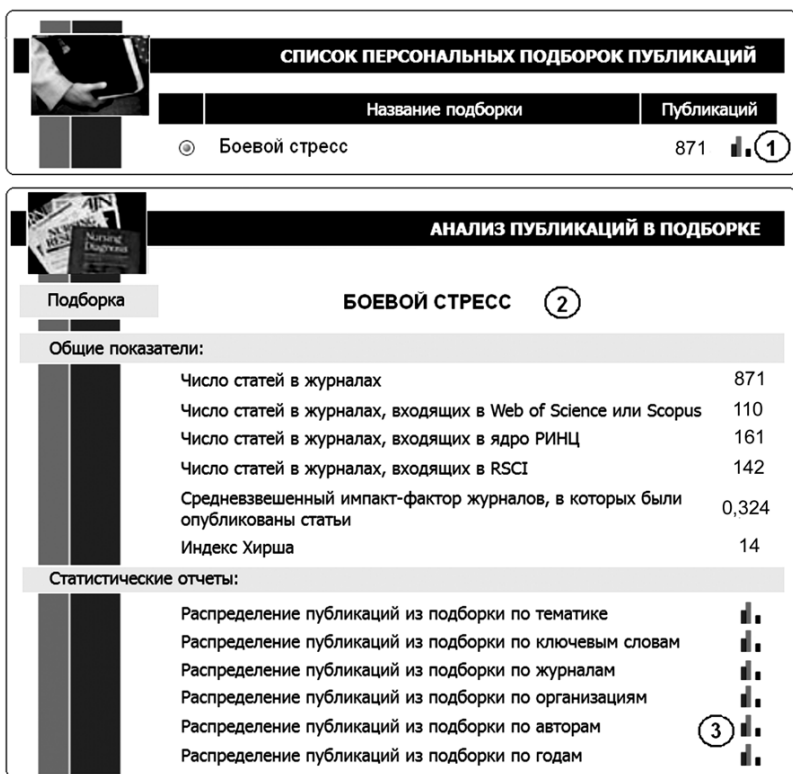 СПИСОК ПЕРСОНАЛЬНЫХ ПОДБОРОК ПУБЛИКАЦИЙ
Название подборки Публикаций
Боевой стресс 871 1
AJN
NURSING
Nursing
Diagnosis
АНАЛИЗ ПУБЛИКАЦИЙ В ПОДБОРКЕ
Подборка БОЕВОЙ СТРЕСС 2
Общие показатели:
Число статей в журналах 871
Число статей в журналах, входящих в Web of Science или Scopus 110
Число статей в журналах, входящих в ядро РИНЦ 161
Число статей в журналах, входящих в RSCI 142
Средневзвешенный импакт-фактор журналов, в которых были
опубликованы статьи 0,324
Индекс Хирша 14
Статистические отчеты:
Распределение публикаций из подборки по тематике
Распределение публикаций из подборки по ключевым словам
Распределение публикаций из подборки по журналам
Распределение публикаций из подборки по организациям
Распределение публикаций из подборки по авторам 3
Распределение публикаций из подборки по годам